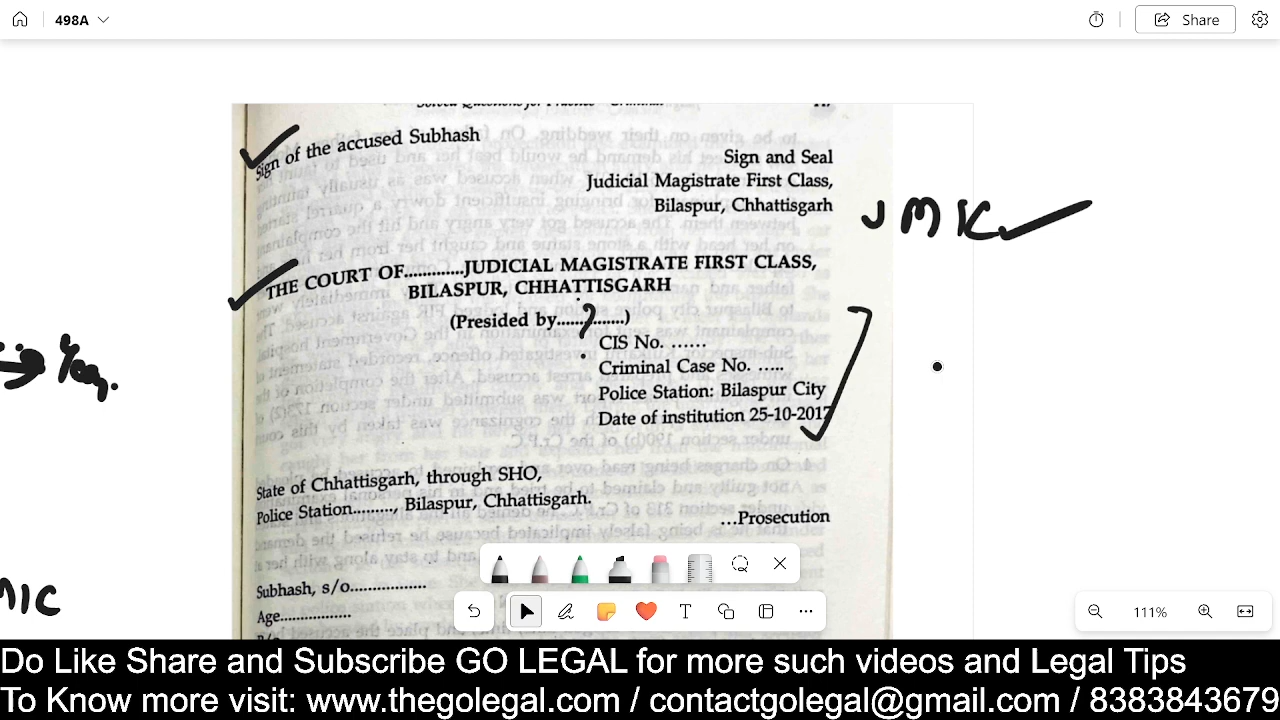 498A
Share
Sign of the accused Subhash
Sign and Seal
Judicial Magistrate First Class,
Bilaspur, Chhattisgarh
JMIC
THE COURT OF.............JUDICIAL MAGISTRATE FIRST CLASS,
BILASPUR, CHHATTISGARH
(Presided by..............)
?
CIS No. ......
Criminal Case No. .....
Police Station: Bilaspur City
Date of institution 25-10-2017
State of Chhattisgarh, through SHO,
Police Station........., Bilaspur, Chhattisgarh.
...Prosecution
Subhash, s/o.................
Age................
MIC
T
111%
Do Like Share and Subscribe GO LEGAL for more such videos and Legal Tips
To Know more visit: www.thegolegal.com / contactgolegal@gmail.com / 8383843679